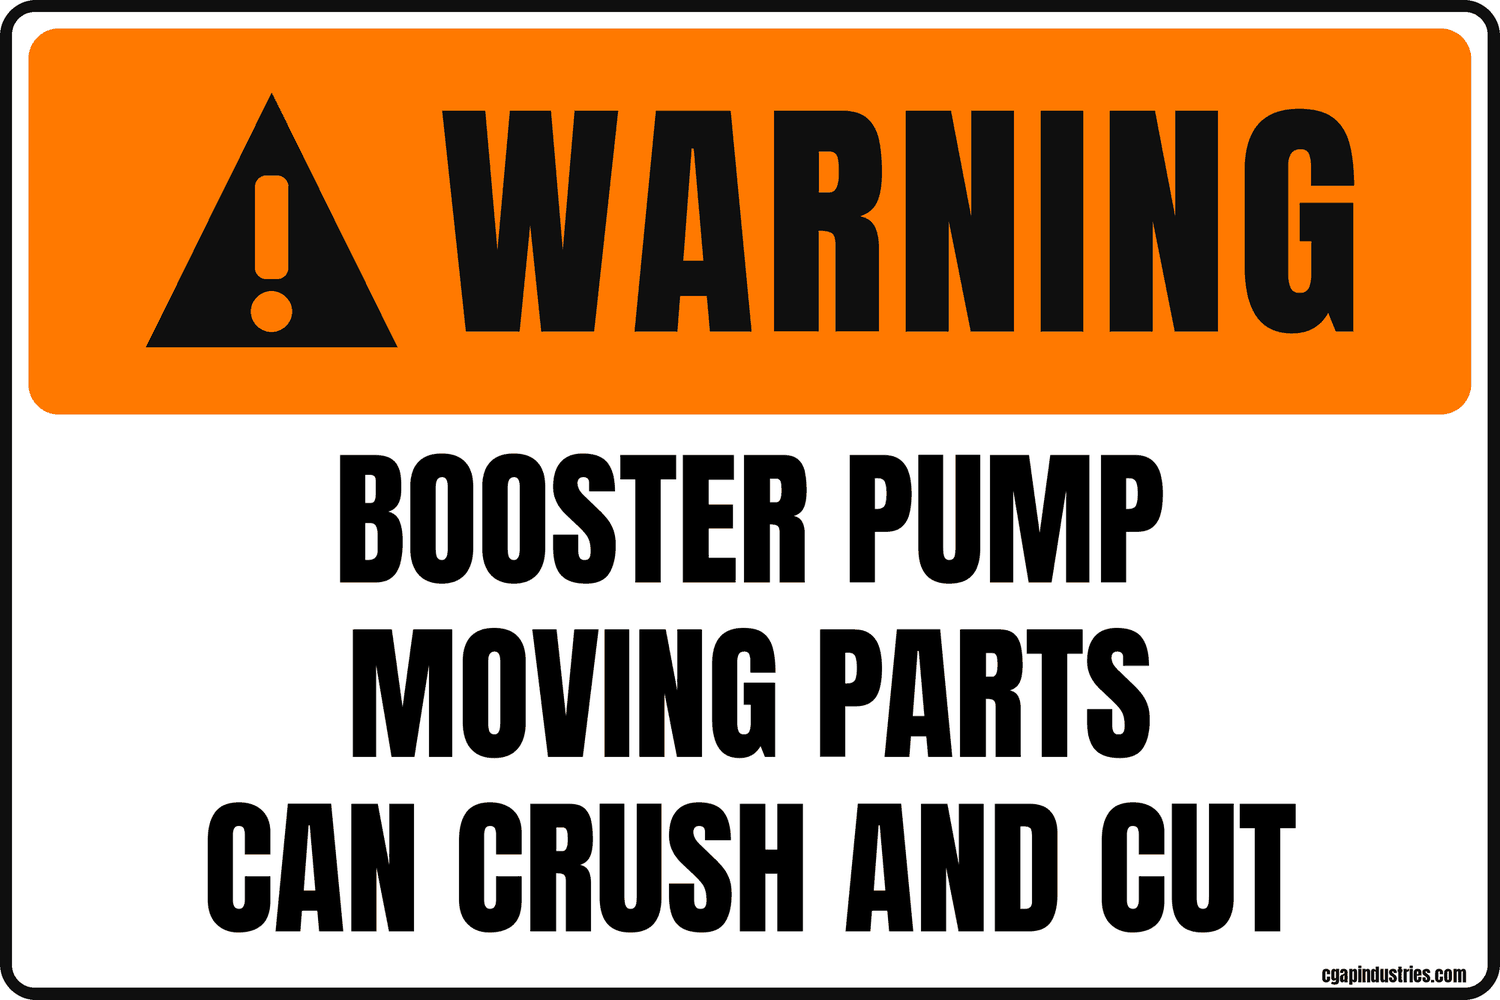 WARNING
BOOSTER PUMP
MOVING PARTS
CAN CRUSH AND CUT
cgapindustries.com